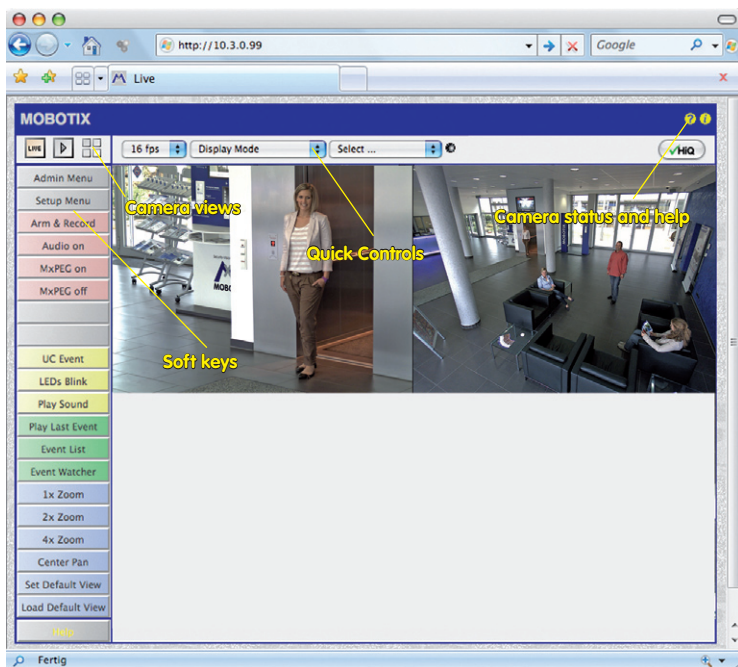 http://10.3.0.99
Google
Live
MOBOTIX
LIVE
16 fps
Display Mode
Select ...
HiQ
Admin Menu
Setup Menu
Arm & Record
Audio on
MxPEG on
MxPEG off
UC Event
LEDs Blink
Play Sound
Play Last Event
Event List
Event Watcher
1x Zoom
2x Zoom
4x Zoom
Center Pan
Set Default View
Load Default View
Help
Camera views
Quick Controls
Camera status and help
Soft keys
MOBO
Fertig